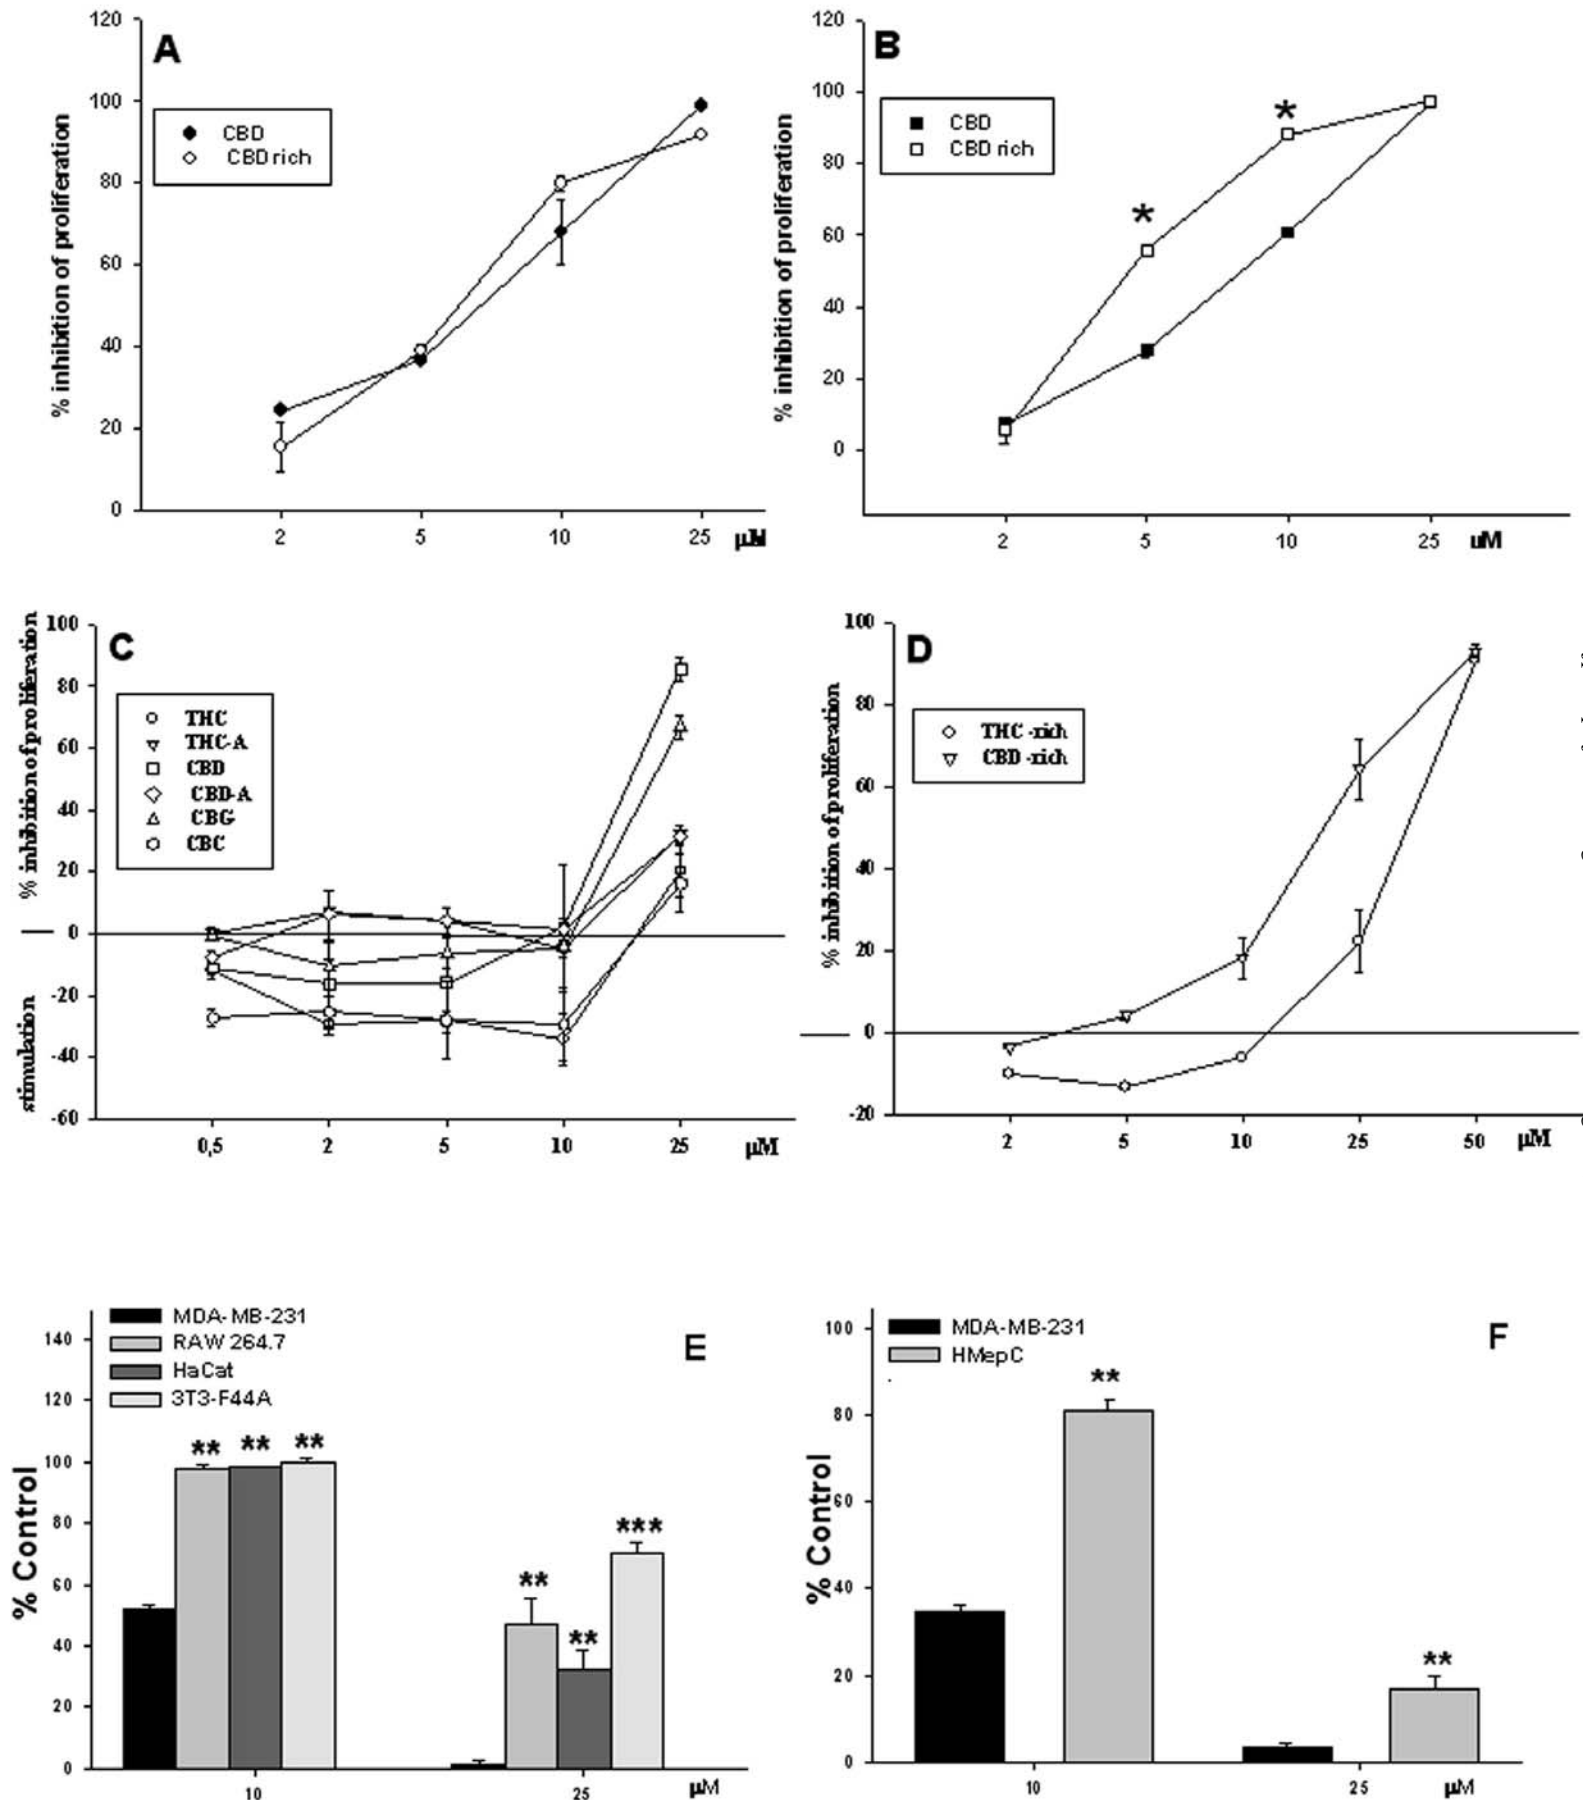 A
% inhibition of proliferation
120
100
80
60
40
20
0
CBD
CBD rich
2 5 10 25 µM
B
% inhibition of proliferation
120
100
80
60
40
20
0
CBD
CBD rich
*
*
2 5 10 25 uM
C
% inhibition of proliferation
stimulation
100
80
60
40
20
0
-20
-40
-60
THC
THC-A
CBD
CBD-A
CBG
CBC
0,5 2 5 10 25 µM
D
% inhibition of proliferation
100
80
60
40
20
0
-20
THC -rich
CBD -rich
2 5 10 25 50 µM
E
% Control
140
120
100
80
60
40
20
0
MDA-MB-231
RAW 264.7
HaCat
3T3-F44A
** ** **
** ** ***
10 25 µM
F
% Control
100
80
60
40
20
0
MDA-MB-231
HMepC
**
**
10 25 µM